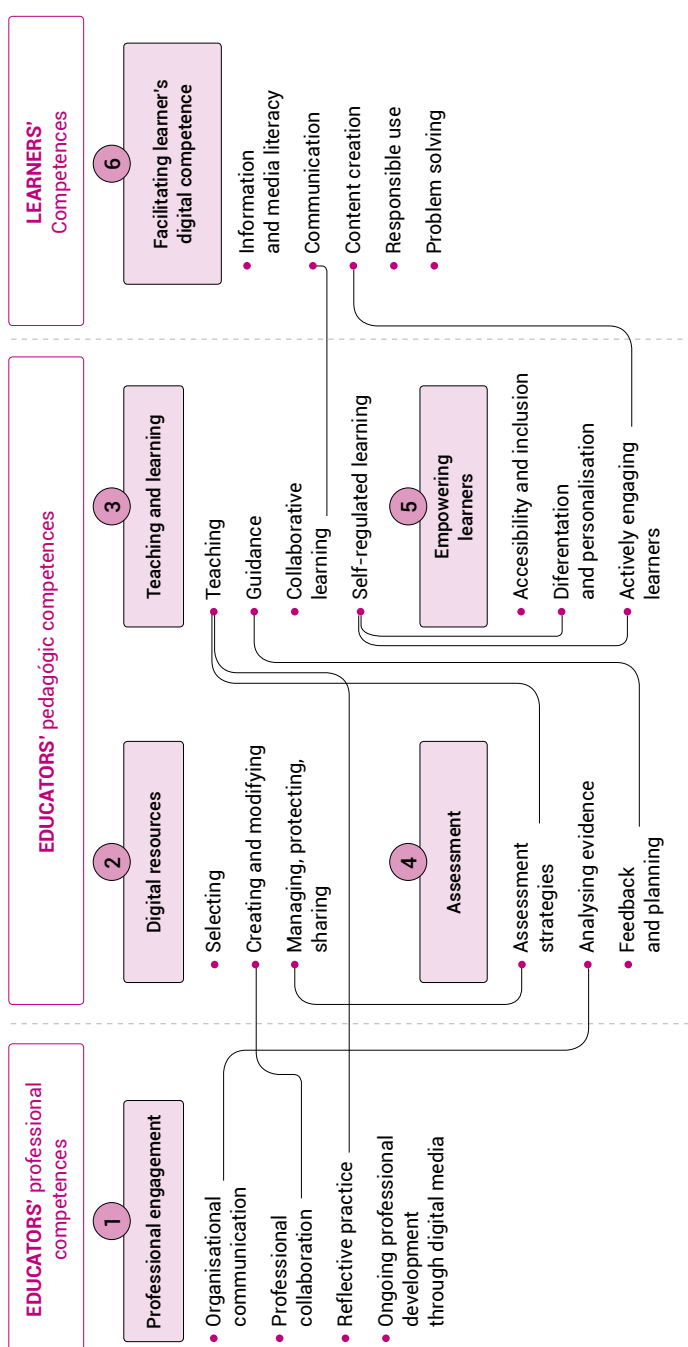 EDUCATORS' professional
competences
1
Professional engagement
Organisational
communication
Professional
collaboration
Reflective practice
Ongoing professional
development
through digital media
EDUCATORS' pedagógic competences
2
Digital resources
Selecting
Creating and modifying
Managing, protecting,
sharing
3
Teaching and learning
Teaching
Guidance
Collaborative
learning
Self-regulated learning
4
Assessment
Assessment
strategies
Analysing evidence
Feedback
and planning
5
Empowering
learners
Accesibility and inclusion
Diferentation
and personalisation
Actively engaging
learners
LEARNERS'
Competences
6
Facilitating learner's
digital competence
Information
and media literacy
Communication
Content creation
Responsible use
Problem solving